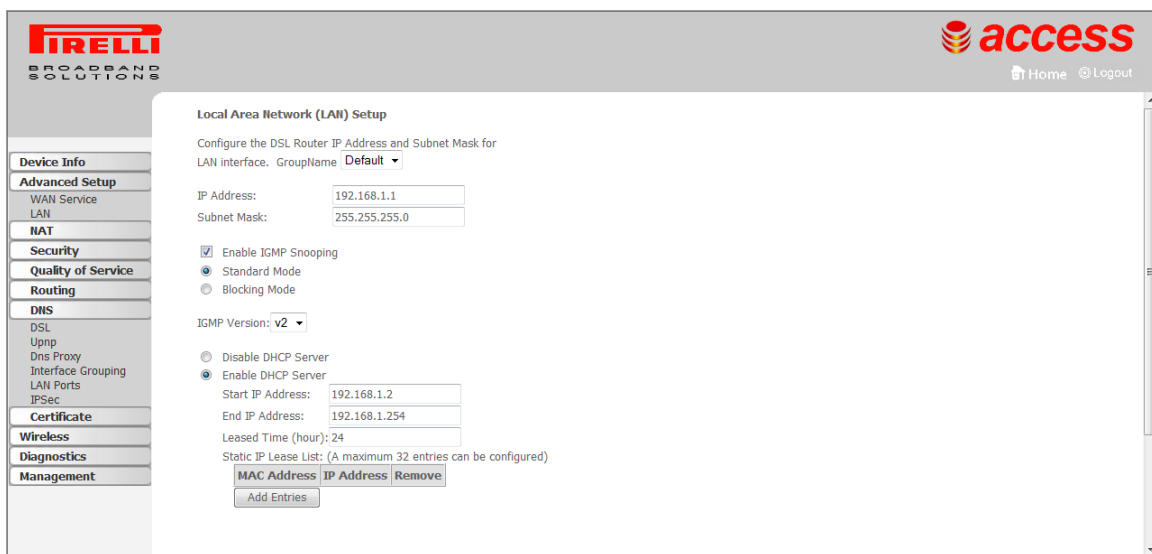 PIRELLI
BROADBAND
SOLUTIONS
access
Home Logout
Device Info
Advanced Setup
WAN Service
LAN
NAT
Security
Quality of Service
Routing
DNS
DSL
Upnp
Dns Proxy
Interface Grouping
LAN Ports
IPSec
Certificate
Wireless
Diagnostics
Management
Local Area Network (LAN) Setup
Configure the DSL Router IP Address and Subnet Mask for
LAN interface. GroupName Default
IP Address: 192.168.1.1
Subnet Mask: 255.255.255.0
Enable IGMP Snooping
Standard Mode
Blocking Mode
IGMP Version: v2
Disable DHCP Server
Enable DHCP Server
Start IP Address: 192.168.1.2
End IP Address: 192.168.1.254
Leased Time (hour): 24
Static IP Lease List: (A maximum 32 entries can be configured)
MAC Address IP Address Remove
Add Entries